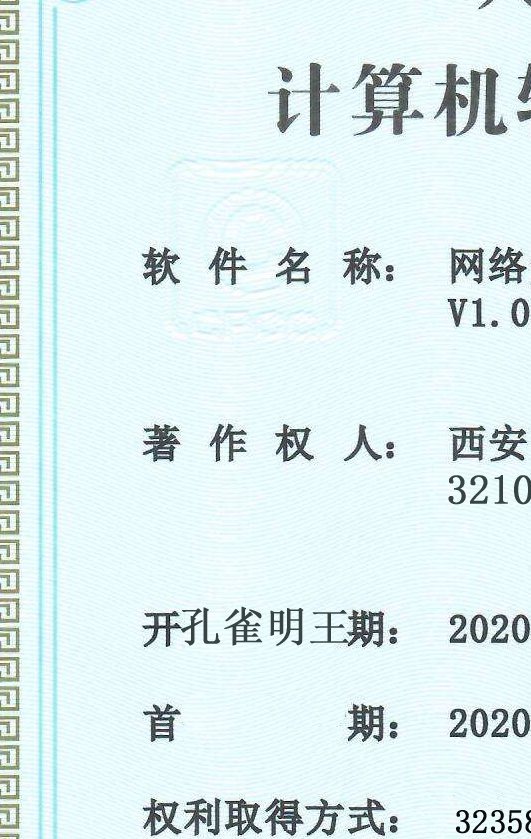 计算机
软件名称：网络
V1.0
著作权人：西安
3210
开孔雀明王期：2020
首 期：2020
权利取得方式：32358